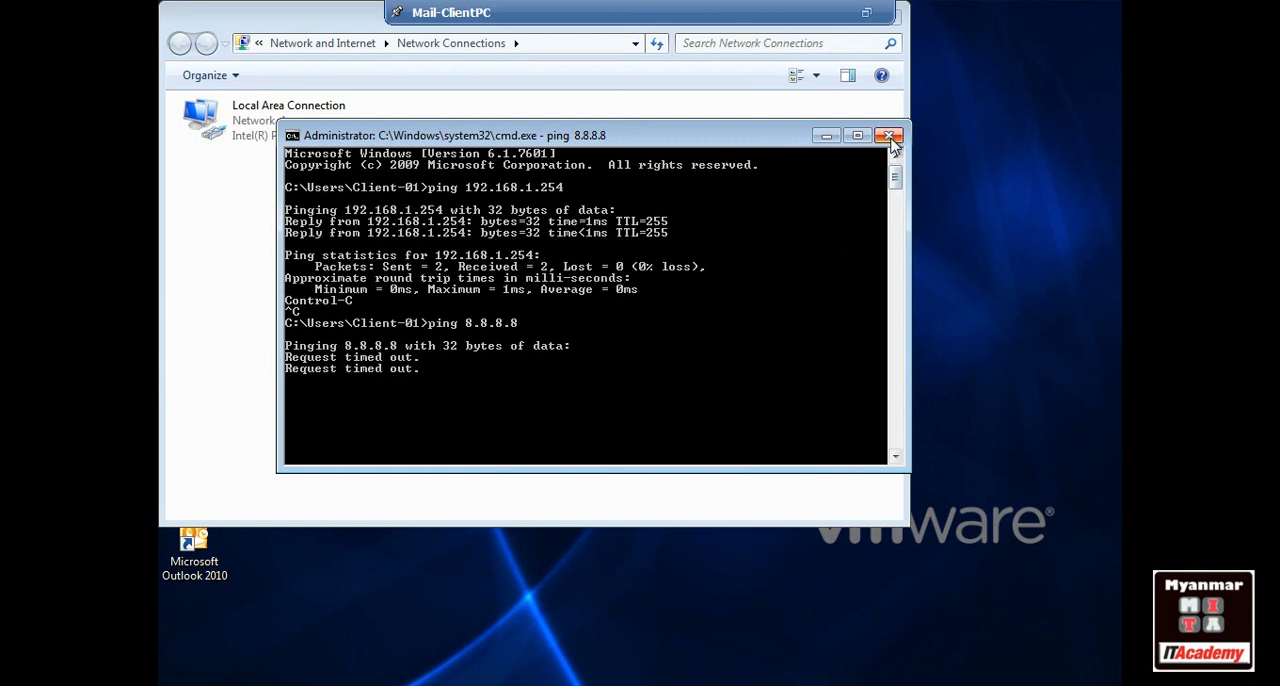 Mail-ClientPC
« Network and Internet Network Connections
Search Network Connections
Organize
Local Area Connection
Network
Intel(R)
Administrator: C:\Windows\system32\cmd.exe - ping 8.8.8.8
Microsoft Windows [Version 6.1.7601]
Copyright (c) 2009 Microsoft Corporation. All rights reserved.
C:\Users\Client-01>ping 192.168.1.254
Pinging 192.168.1.254 with 32 bytes of data:
Reply from 192.168.1.254: bytes=32 time=1ms TTL=255
Reply from 192.168.1.254: bytes=32 time<1ms TTL=255
Ping statistics for 192.168.1.254:
Packets: Sent = 2, Received = 2, Lost = 0 (0% loss),
Approximate round trip times in milli-seconds:
Minimum = 0ms, Maximum = 1ms, Average = 0ms
Control-C
^C
C:\Users\Client-01>ping 8.8.8.8
Pinging 8.8.8.8 with 32 bytes of data:
Request timed out.
Request timed out.
vmware®
Microsoft
Outlook 2010
Myanmar
M I
T A
ITAcademy